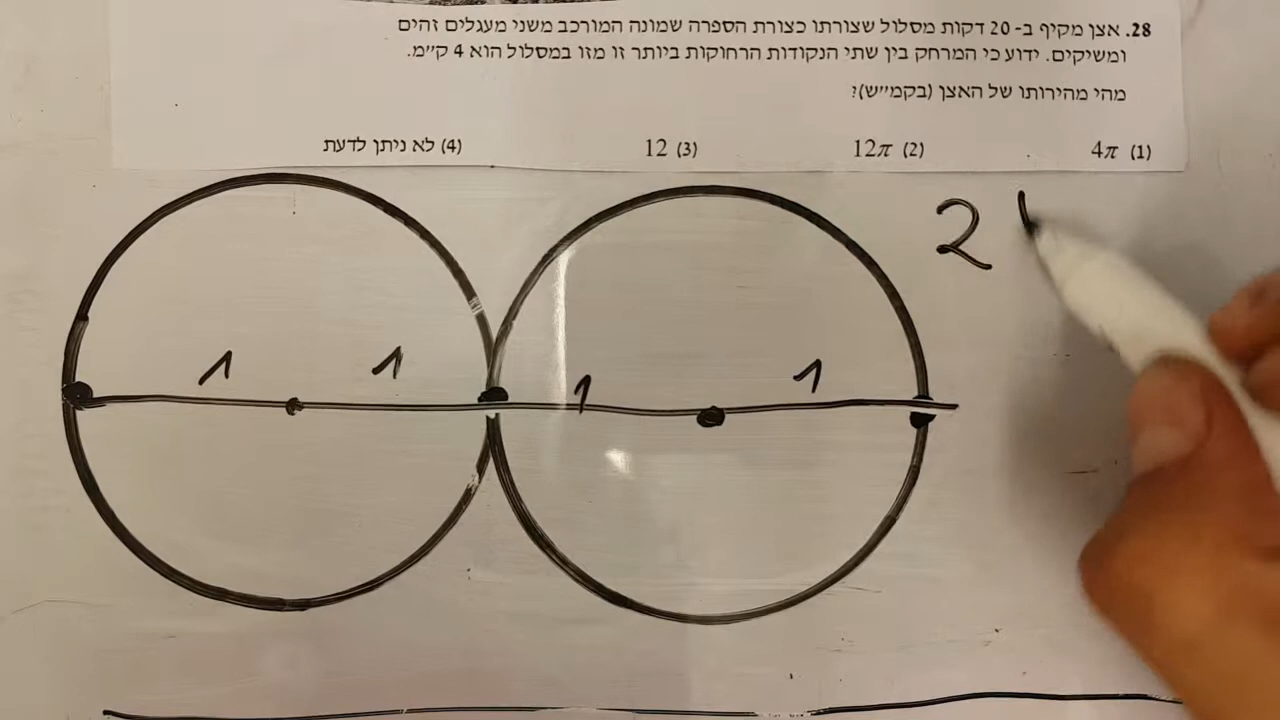 28. אצן מקיף ב- 20 דקות מסלול שצורתו כצורת הספרה שמונה המורכב משני מעגלים זהים
ומשיקים. ידוע כי המרחק בין שתי הנקודות הרחוקות ביותר זו מזו במסלול הוא 4 ק״מ.
מהי מהירותו של האצן (בקמ״ש)?
(1) 4π (2) 12π (3) 12 (4) לא ניתן לדעת
2
1 1 1 1